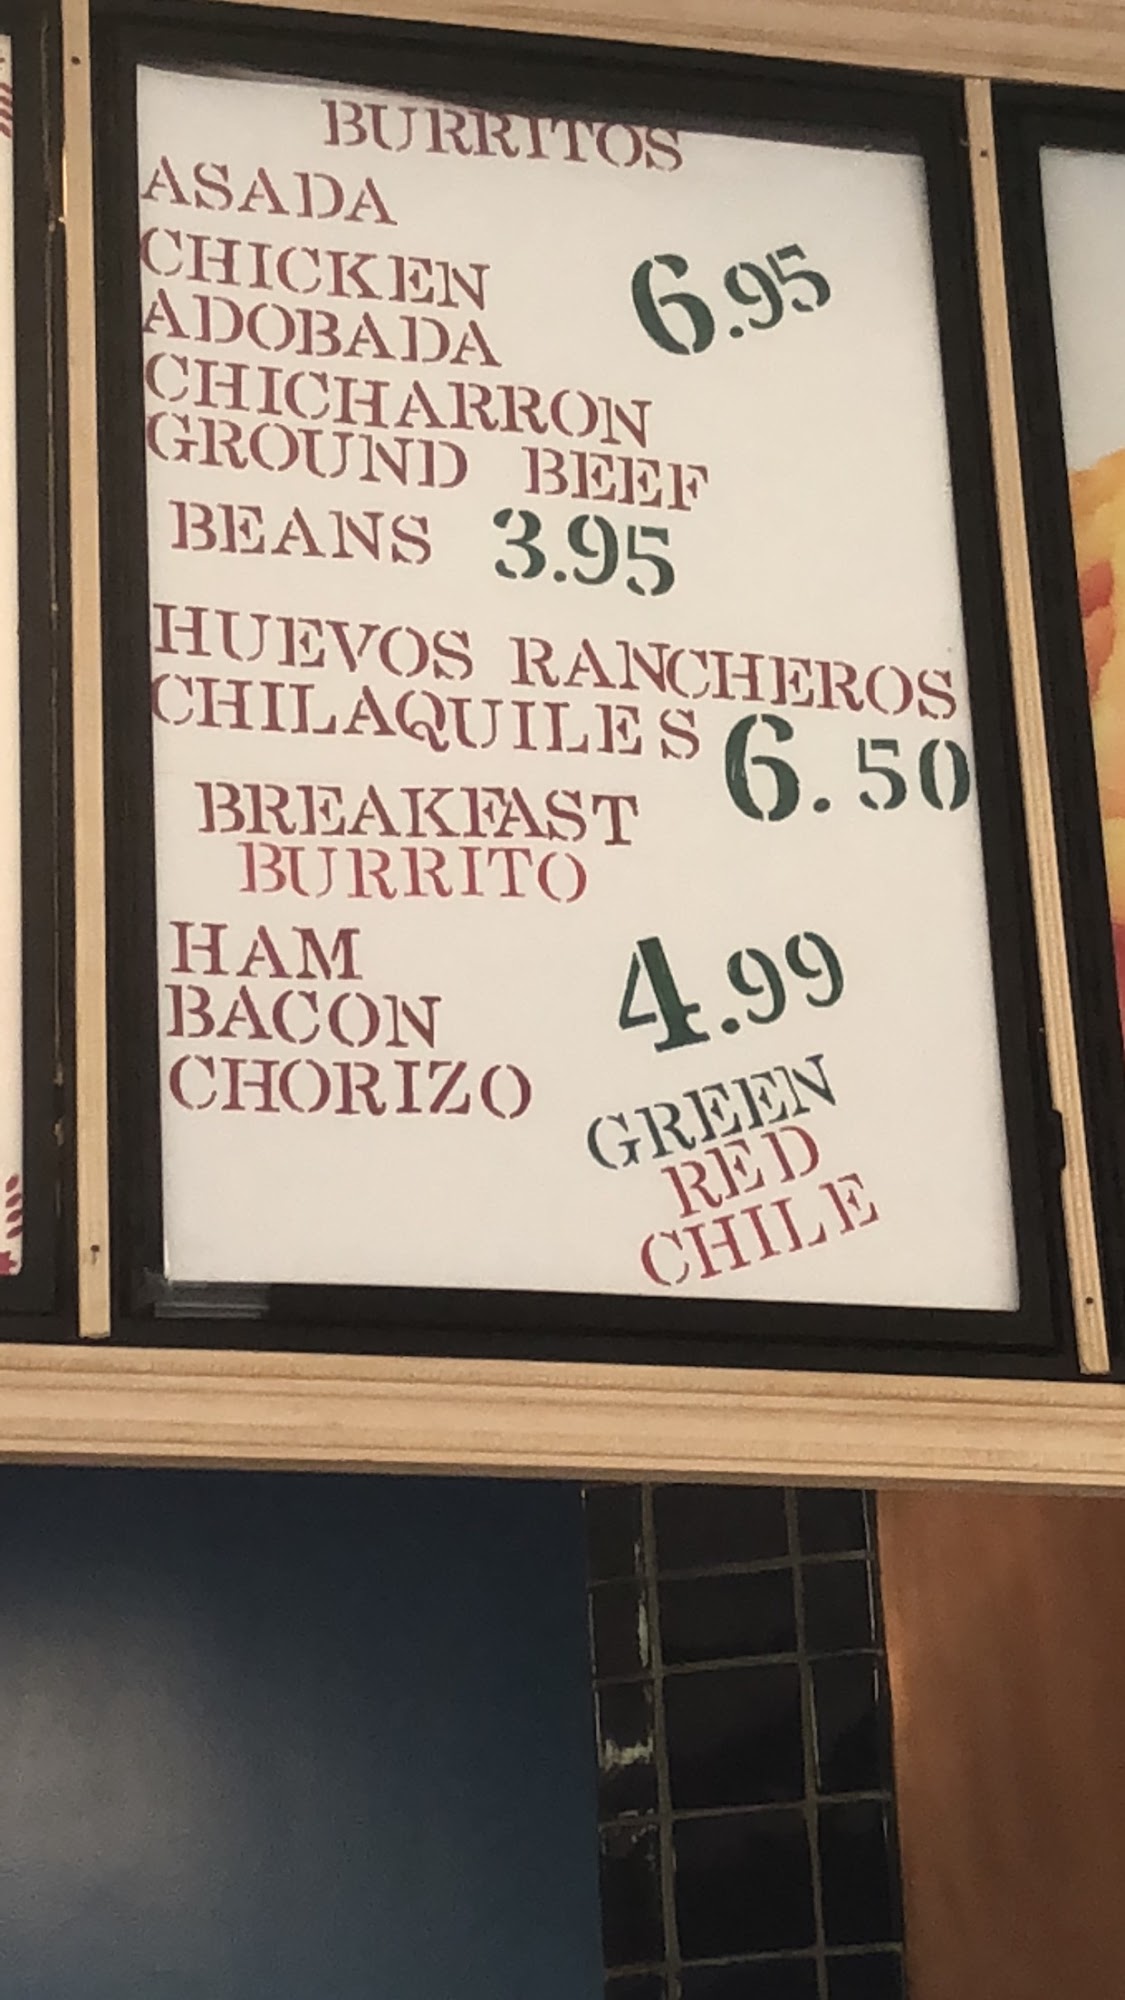 BURRITOS
ASADA
CHICKEN
6.95
ADOBADA
CHICHARRON
GROUND BEEF
BEANS 3.95
HUEVOS RANCHEROS
CHILAQUILES 6.50
BREAKFAST
BURRITO
HAM
BACON
4.99
CHORIZO
GREEN
RED
CHILE